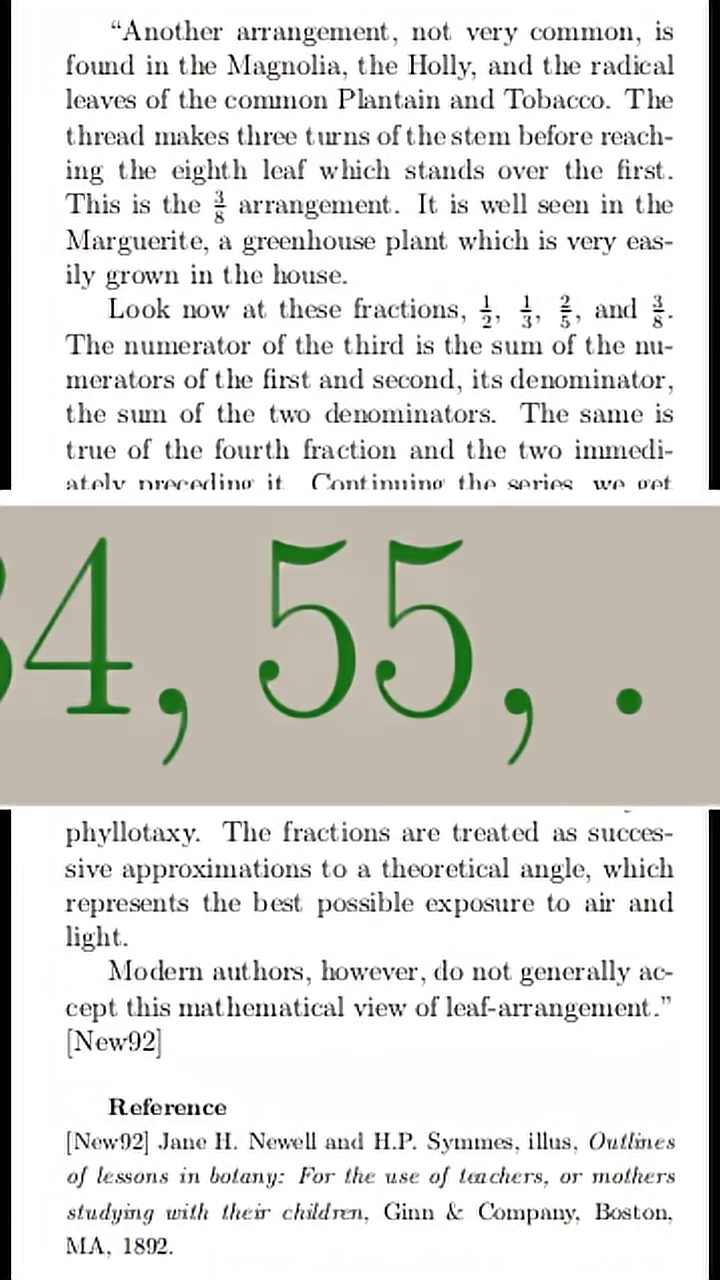 “Another arrangement, not very common, is
found in the Magnolia, the Holly, and the radical
leaves of the common Plantain and Tobacco. The
thread makes three turns of the stem before reach-
ing the eighth leaf which stands over the first.
This is the 3/8 arrangement. It is well seen in the
Marguerite, a greenhouse plant which is very eas-
ily grown in the house.
Look now at these fractions, 1/2, 1/3, 2/5, and 3/8.
The numerator of the third is the sum of the nu-
merators of the first and second, its denominator,
the sum of the two denominators. The same is
true of the fourth fraction and the two immedi-
ately preceding it. Continuing the series, we get
34, 55, .
phyllotaxy. The fractions are treated as succes-
sive approximations to a theoretical angle, which
represents the best possible exposure to air and
light.
Modern authors, however, do not generally ac-
cept this mathematical view of leaf-arrangement.”
[New92]
Reference
[New92] Jane H. Newell and H.P. Symmes, illus, Outlines
of lessons in botany: For the use of teachers, or mothers
studying with their children, Ginn & Company, Boston,
MA, 1892.